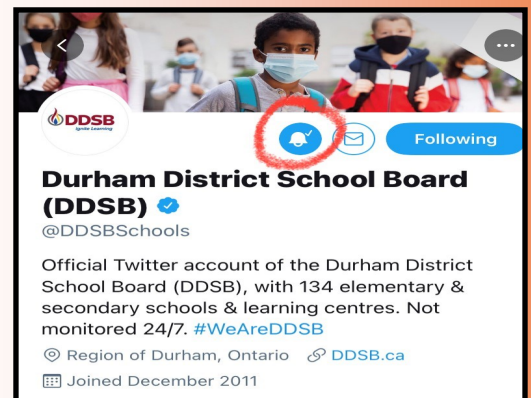 DDSB
Ignite Learning
Following
Durham District School Board
(DDSB)
@DDSBSchools
Official Twitter account of the Durham District
School Board (DDSB), with 134 elementary &
secondary schools & learning centres. Not
monitored 24/7. #WeAreDDSB
Region of Durham, Ontario DDSB.ca
Joined December 2011